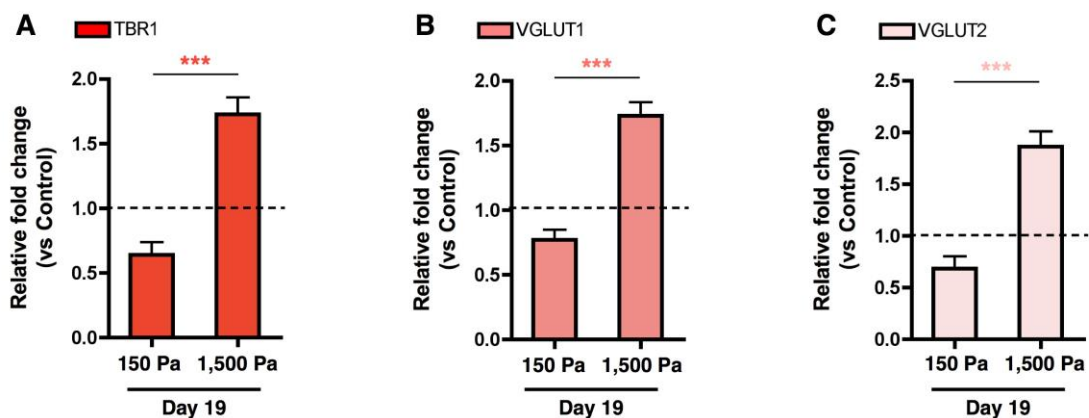 A
TBR1
***
Relative fold change
(vs Control)
2.0
1.5
1.0
0.5
0.0
150 Pa 1,500 Pa
Day 19
B
VGLUT1
***
Relative fold change
(vs Control)
2.0
1.5
1.0
0.5
0.0
150 Pa 1,500 Pa
Day 19
C
VGLUT2
***
Relative fold change
(vs Control)
2.5
2.0
1.5
1.0
0.5
0.0
150 Pa 1,500 Pa
Day 19